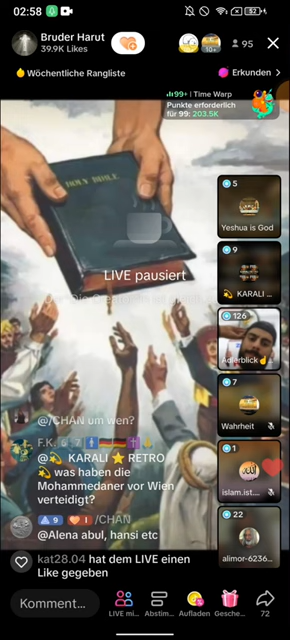 02:58
52
Bruder Harut
39.9K Likes
10+
95
Wöchentliche Rangliste
Erkunden >
99+ | Time Warp
Punkte erforderlich
für 99: 203.5K
HOLY BIBLE
5
Yeshua is God
LIVE pausiert
9
KARALI ...
126
Adlerblick☝
7
Wahrheit
1
islam.ist....
22
alimor-6236...
@/CHAN um wen?
F.K.
@💫 KARALI ⭐ RETRO
💫 was haben die
Mohammedaner vor Wien
verteidigt?
9 I /CHAN
@Alena abul, hansi etc
kat28.04 hat dem LIVE einen
Like gegeben
Komment...
LIVE mi...
Abstim...
Aufladen
Gesche...
72